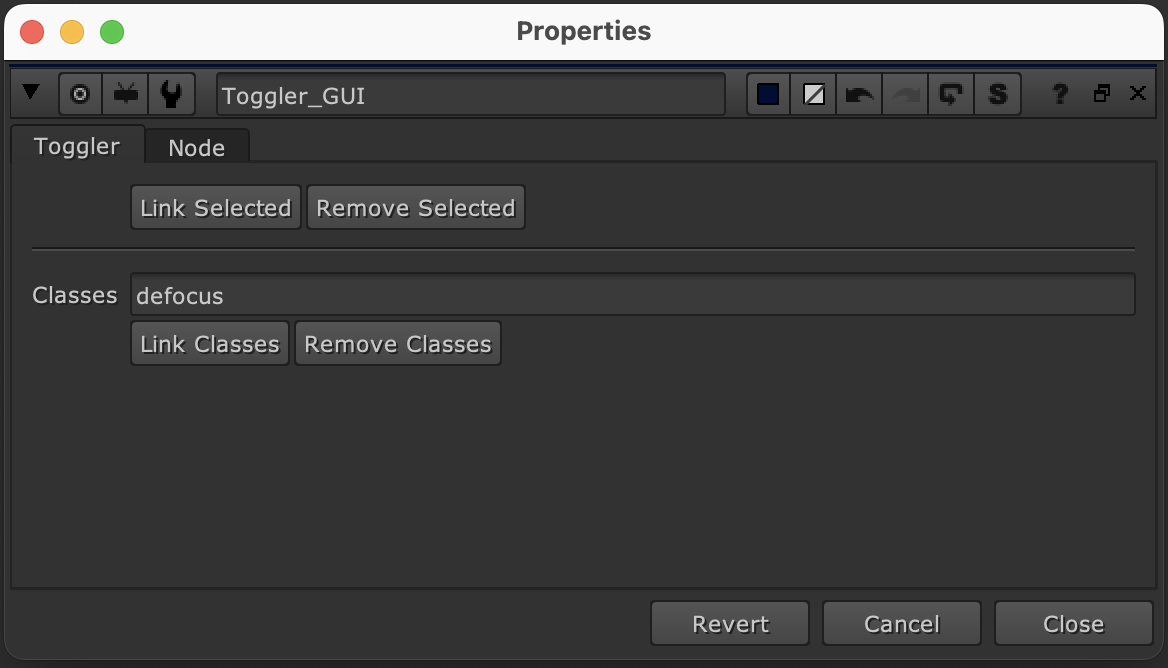 Properties
Toggler_GUI
S ?
Toggler Node
Link Selected Remove Selected
Classes defocus
Link Classes Remove Classes
Revert Cancel Close